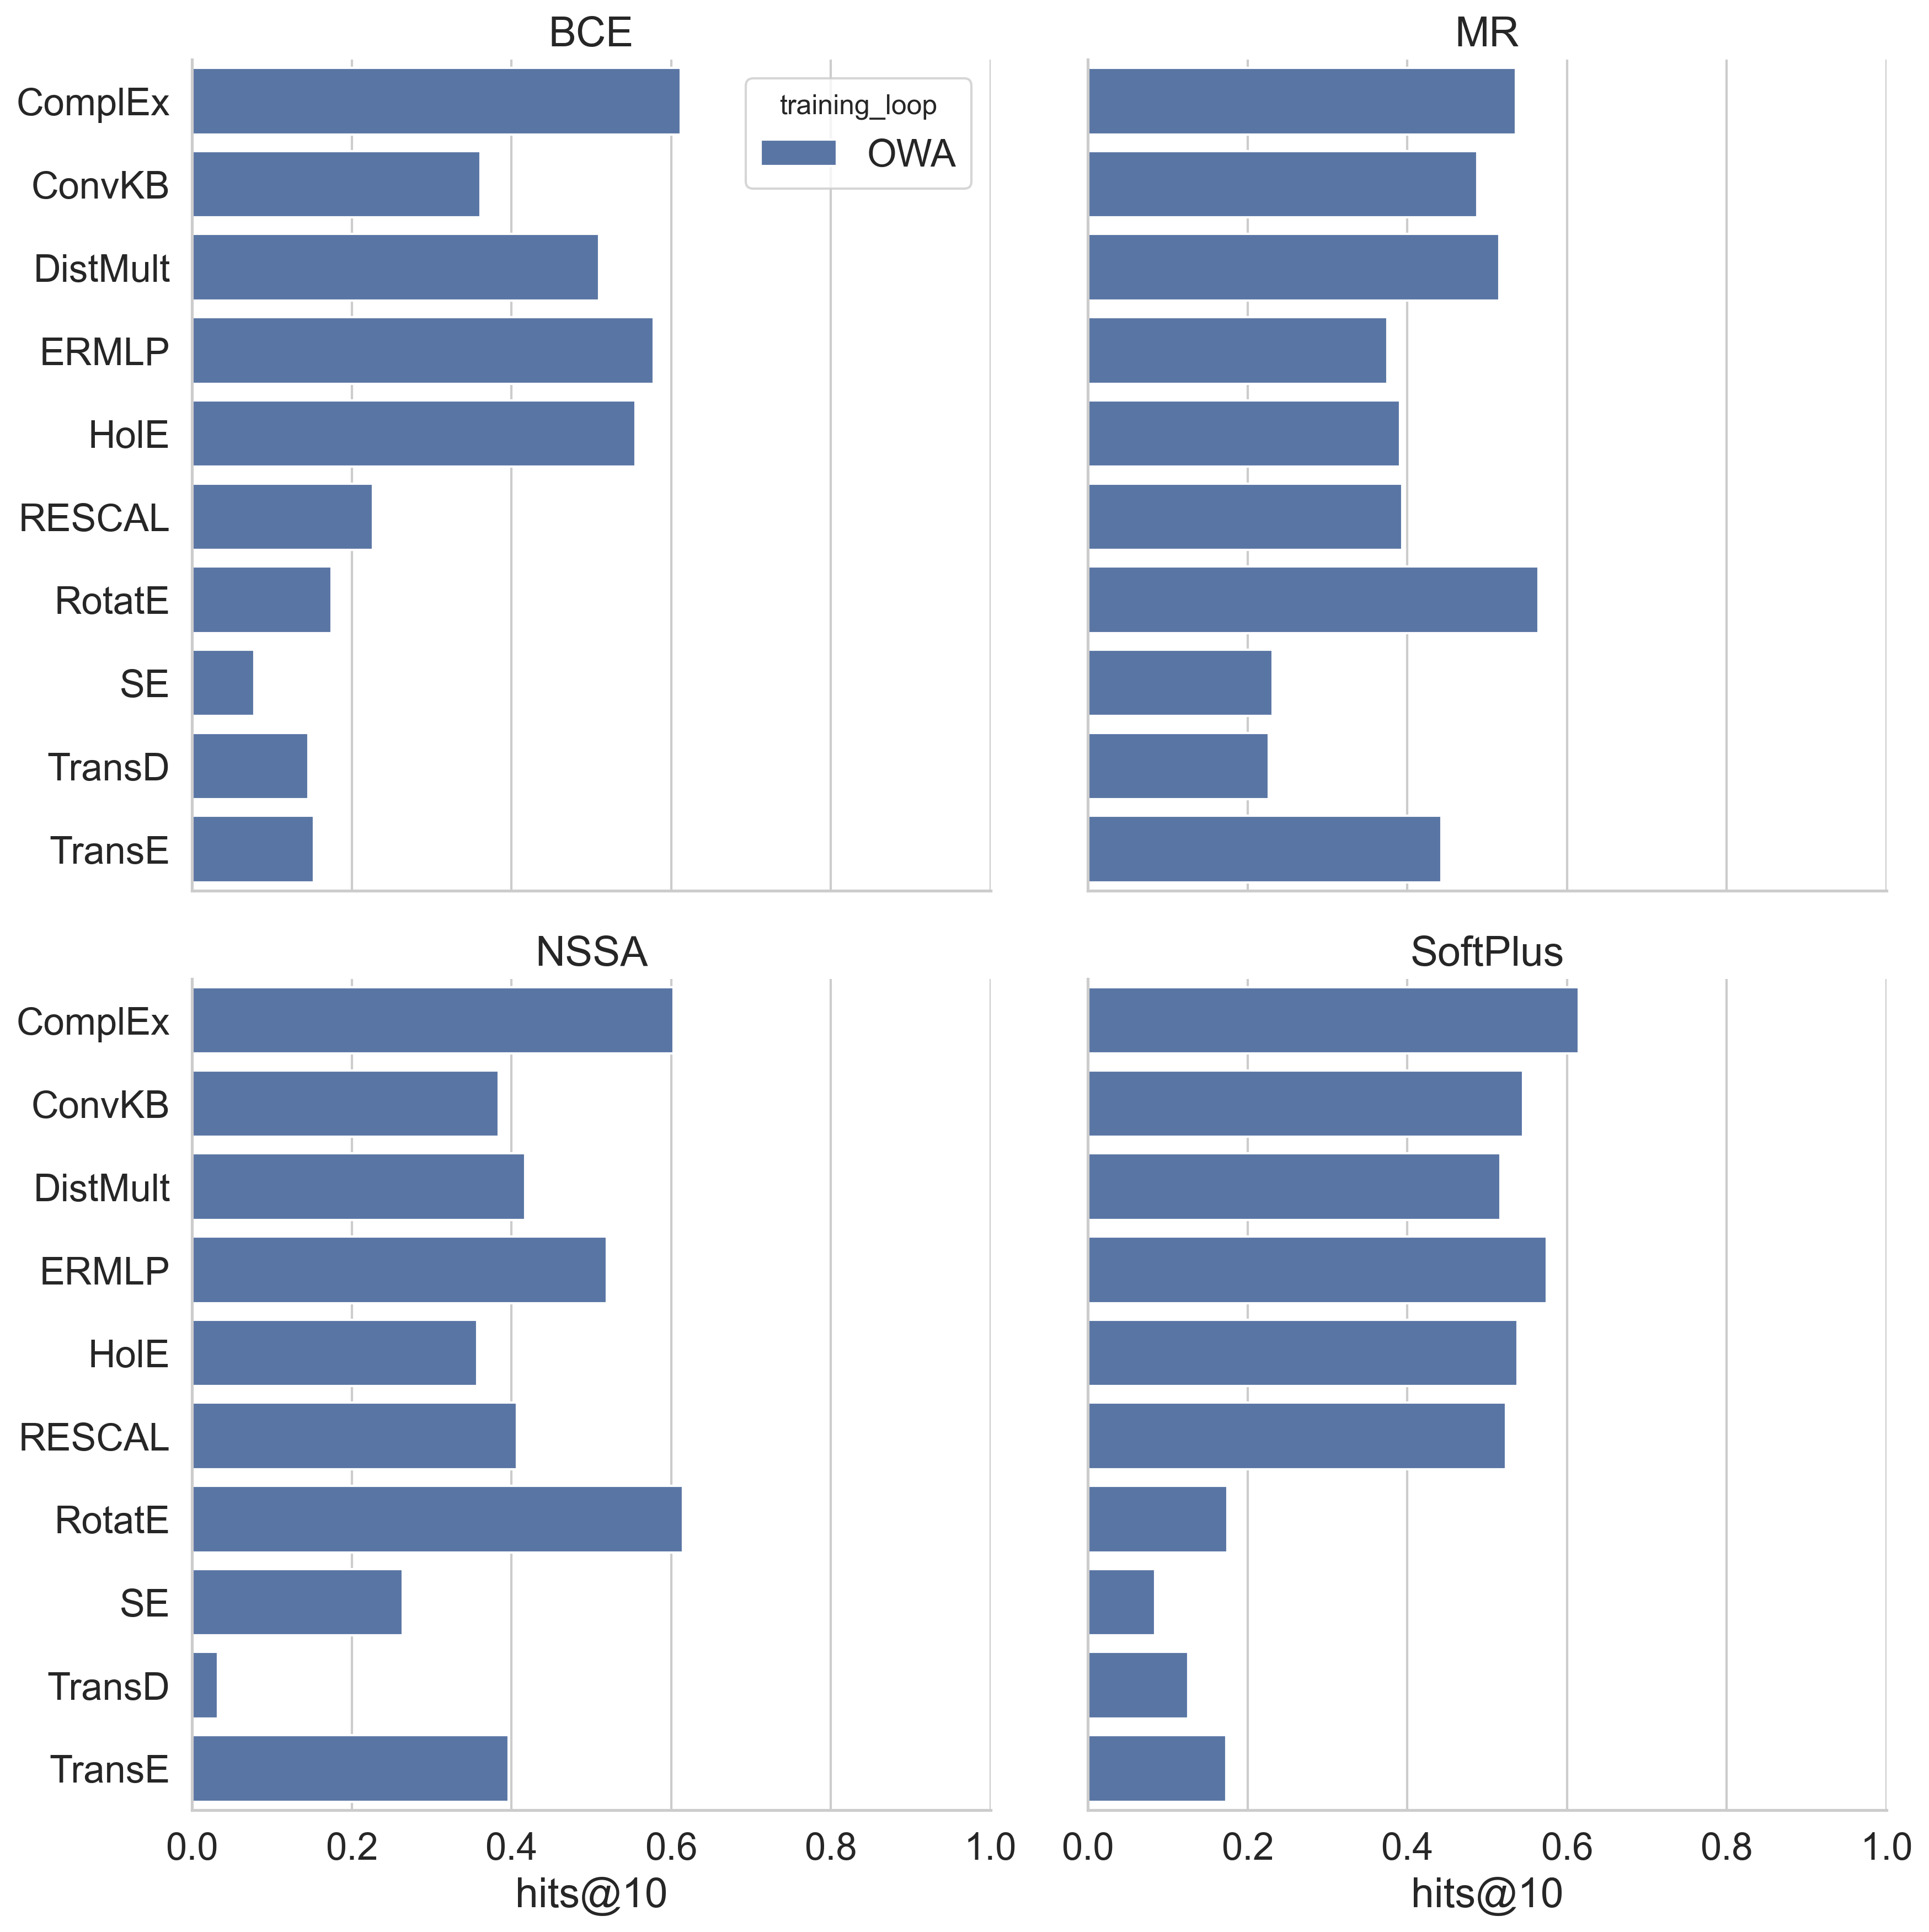 BCE
ComplEx
ConvKB
DistMult
ERMLP
HolE
RESCAL
RotatE
SE
TransD
TransE
training_loop
OWA
MR
NSSA
ComplEx
ConvKB
DistMult
ERMLP
HolE
RESCAL
RotatE
SE
TransD
TransE
0.0 0.2 0.4 0.6 0.8 1.0
hits@10
SoftPlus
0.0 0.2 0.4 0.6 0.8 1.0
hits@10